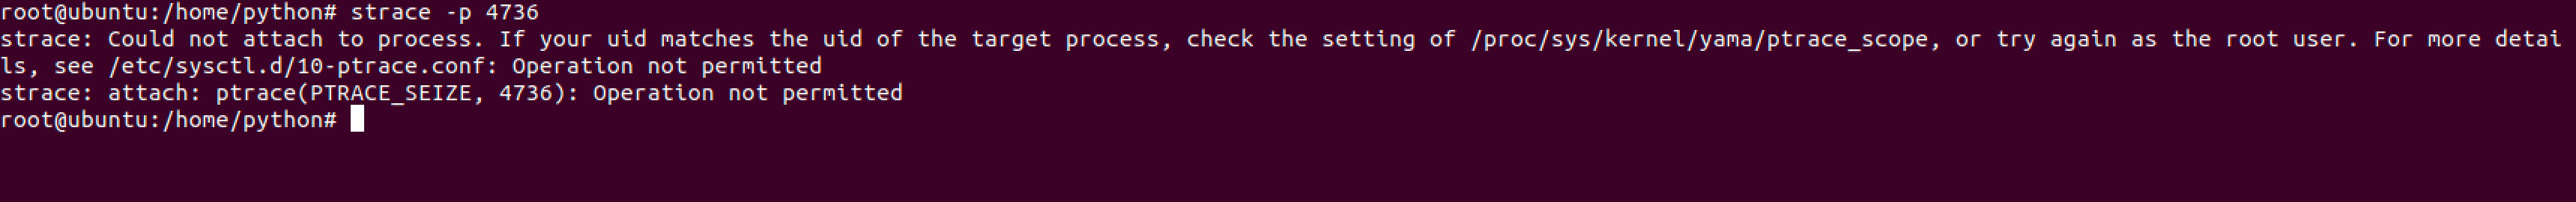 root@ubuntu:/home/python# strace -p 4736
strace: Could not attach to process. If your uid matches the uid of the target process, check the setting of /proc/sys/kernel/yama/ptrace_scope, or try again as the root user. For more detai
ls, see /etc/sysctl.d/10-ptrace.conf: Operation not permitted
strace: attach: ptrace(PTRACE_SEIZE, 4736): Operation not permitted
root@ubuntu:/home/python#